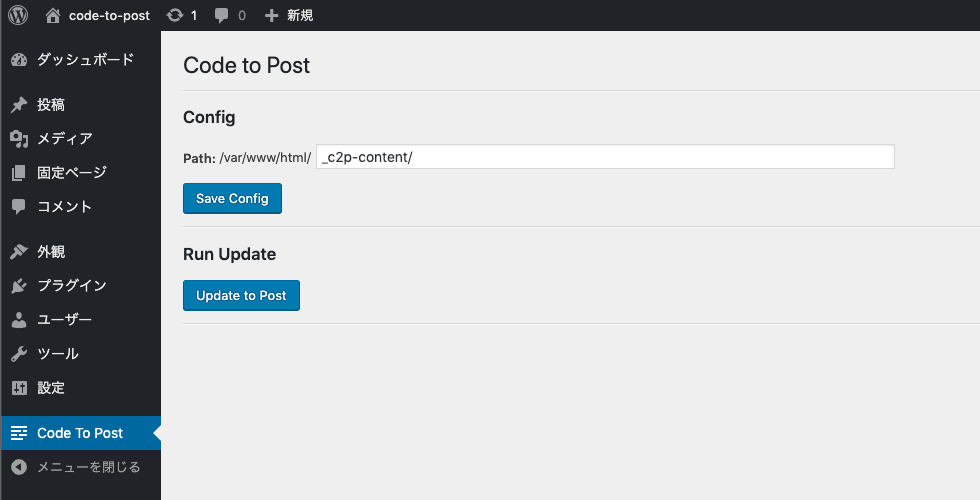 code-to-post 1 0 新規
ダッシュボード
投稿
メディア
固定ページ
コメント
外観
プラグイン
ユーザー
ツール
設定
Code To Post
メニューを閉じる
Code to Post
Config
Path: /var/www/html/ _c2p-content/
Save Config
Run Update
Update to Post